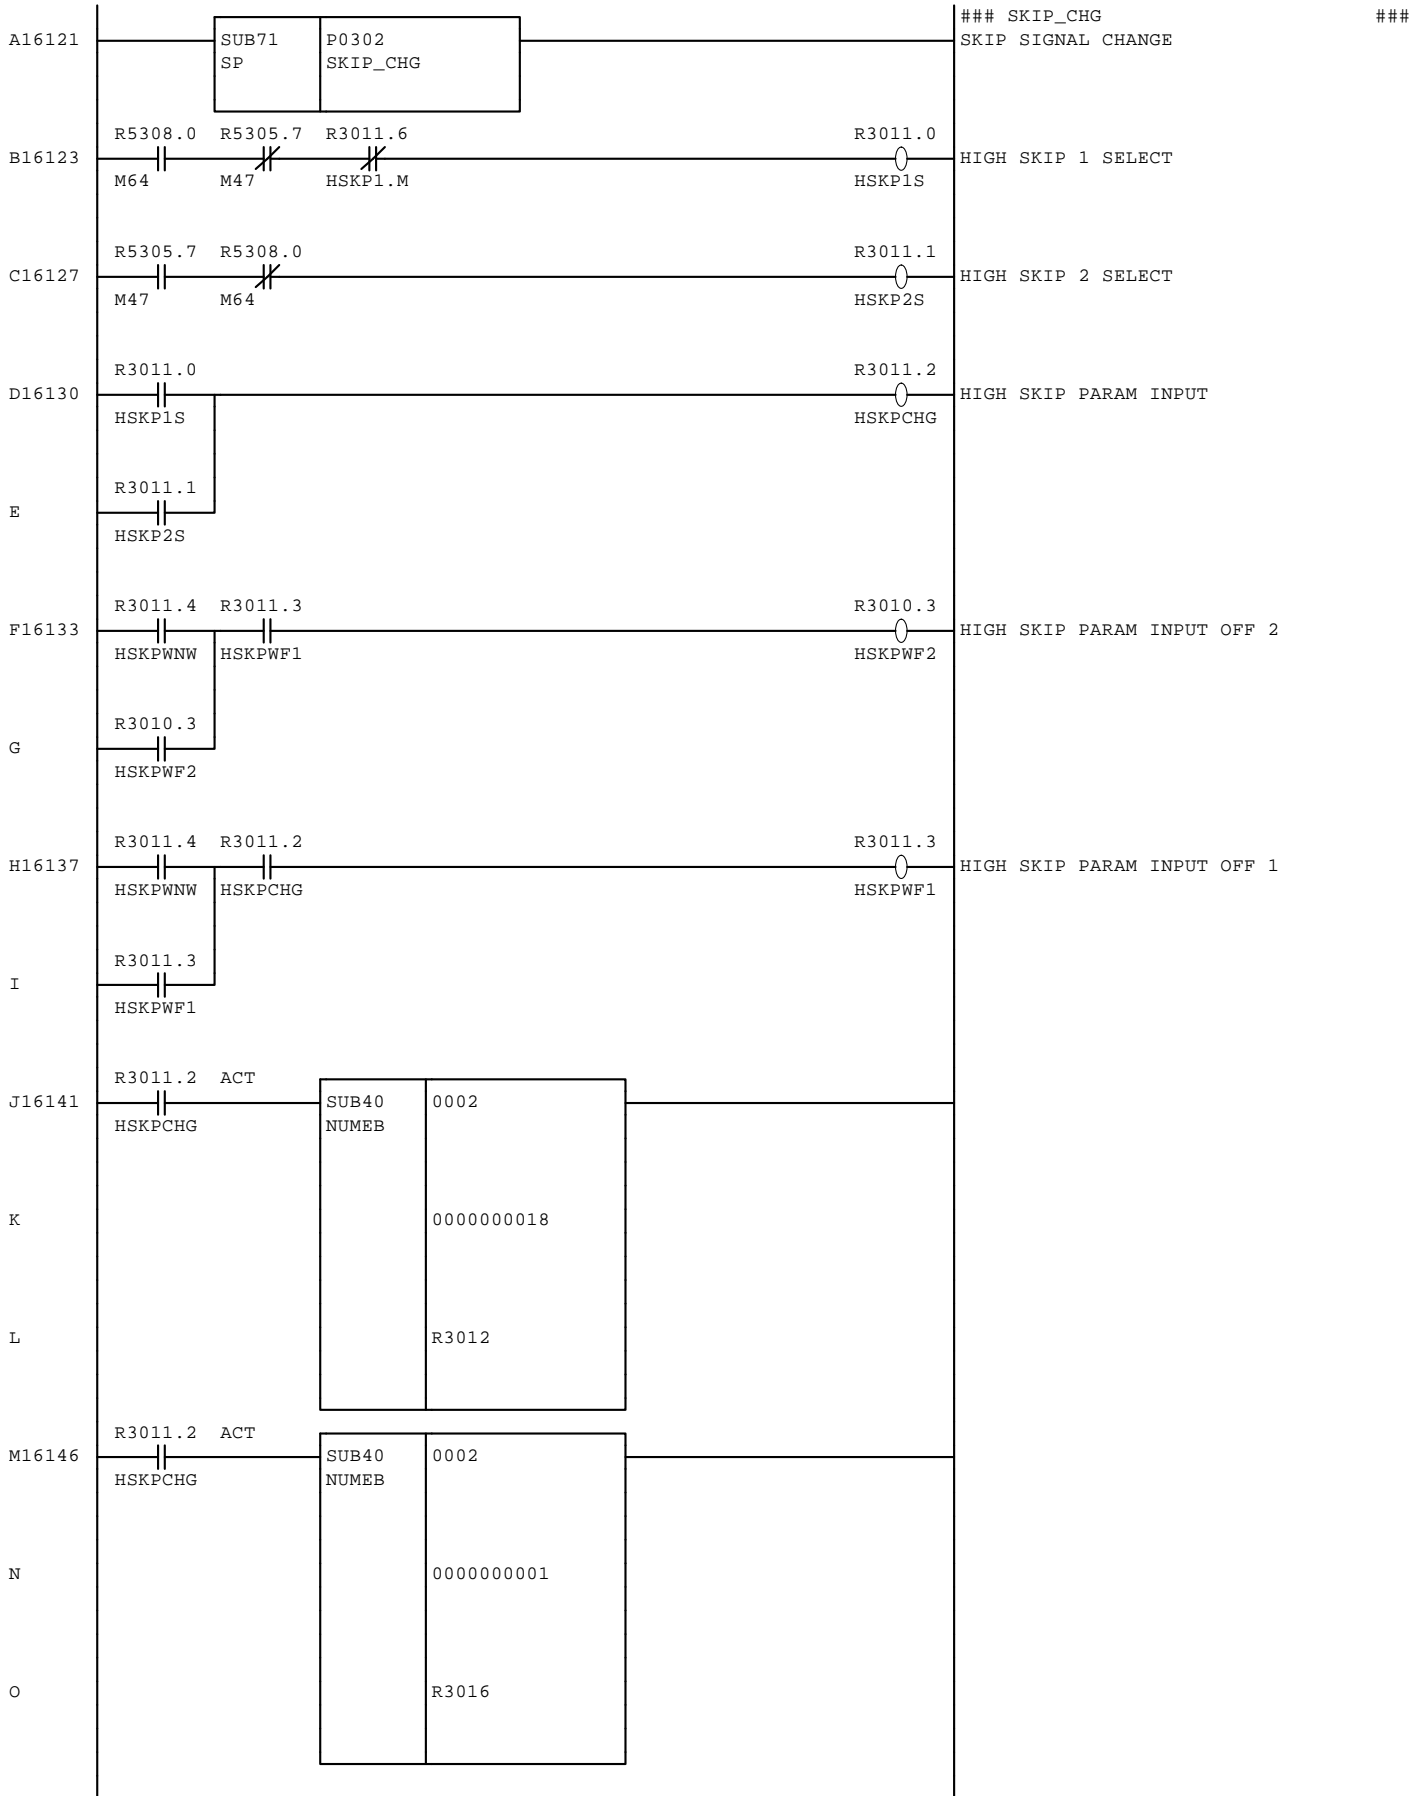 ### SKIP_CHG ###
A16121 SUB71 P0302 SKIP SIGNAL CHANGE
SP SKIP_CHG
R5308.0 R5305.7 R3011.6 R3011.0
B16123 HIGH SKIP 1 SELECT
M64 M47 HSKP1.M HSKP1S
R5305.7 R5308.0 R3011.1
C16127 HIGH SKIP 2 SELECT
M47 M64 HSKP2S
R3011.0 R3011.2
D16130 HIGH SKIP PARAM INPUT
HSKP1S HSKPCHG
R3011.1
E
HSKP2S
R3011.4 R3011.3 R3010.3
F16133 HIGH SKIP PARAM INPUT OFF 2
HSKPWNW HSKPWF1 HSKPWF2
R3010.3
G
HSKPWF2
R3011.4 R3011.2 R3011.3
H16137 HIGH SKIP PARAM INPUT OFF 1
HSKPWNW HSKPCHG HSKPWF1
R3011.3
I
HSKPWF1
R3011.2 ACT
J16141 SUB40 0002
HSKPCHG NUMEB
K 0000000018
L R3012
R3011.2 ACT
M16146 SUB40 0002
HSKPCHG NUMEB
N 0000000001
O R3016